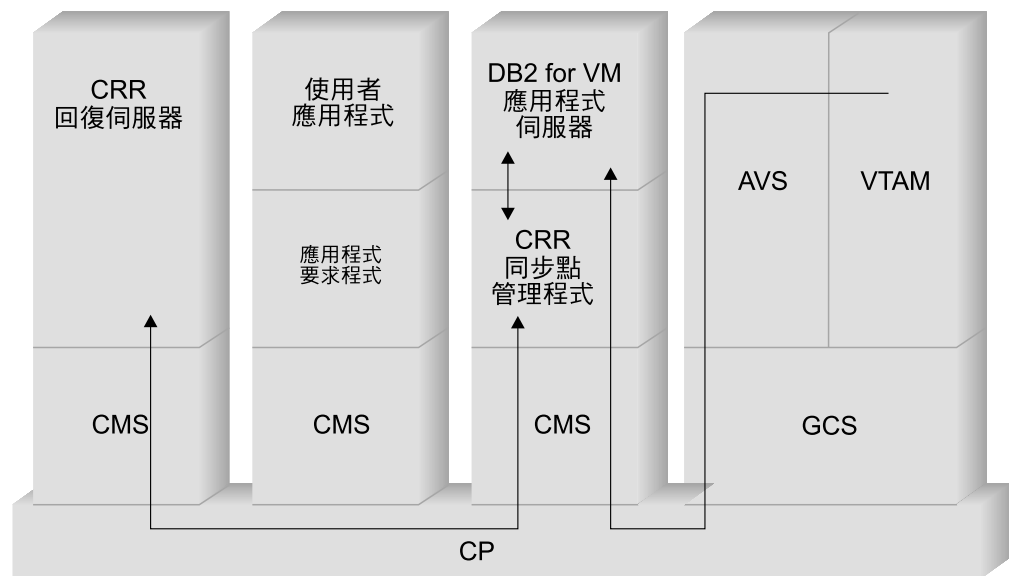 CRR
回復伺服器
CMS
使用者
應用程式
應用程式
要求程式
CMS
DB2 for VM
應用程式
伺服器
CRR
同步點
管理程式
CMS
AVS
VTAM
GCS
CP